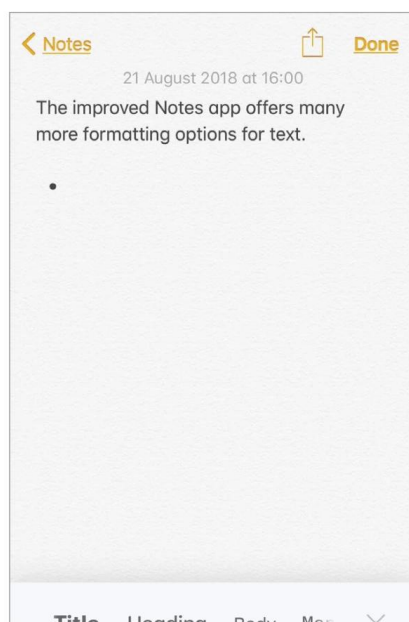 Notes
Done
21 August 2018 at 16:00
The improved Notes app offers many
more formatting options for text.
•
Title Heading Body